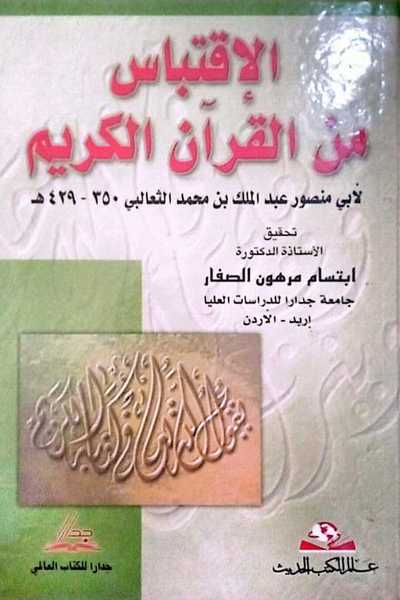 الإقتباس
من القرآن الكريم
لأبي منصور عبد الملك بن محمد الثعالبي ٣٥٠ - ٤٢٩ هـ
تحقيق
الأستاذة الدكتورة
ابتسام مرهون الصفار
جامعة جدارا للدراسات العليا
إربد - الأردن
جدارا
جدارا للكتاب العالمي
عالم الكتب الحديث